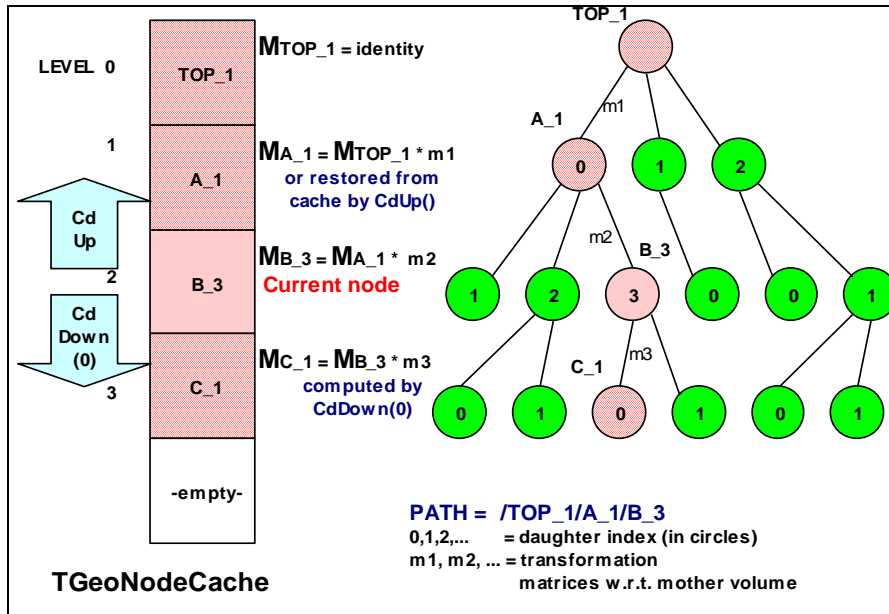 LEVEL 0
TOP_1
MTOP_1 = identity
1
A_1
MA_1 = MTOP_1 * m1
or restored from
cache by CdUp()
Cd
Up
2
B_3
MB_3 = MA_1 * m2
Current node
Cd
Down
(0)
3
C_1
MC_1 = MB_3 * m3
computed by
CdDown(0)
-empty-
TGeoNodeCache
TOP_1
m1
A_1
0
1
2
m2
B_3
1
2
3
0
0
1
m3
C_1
0
1
0
1
0
1
PATH = /TOP_1/A_1/B_3
0,1,2,... = daughter index (in circles)
m1, m2, ... = transformation
matrices w.r.t. mother volume